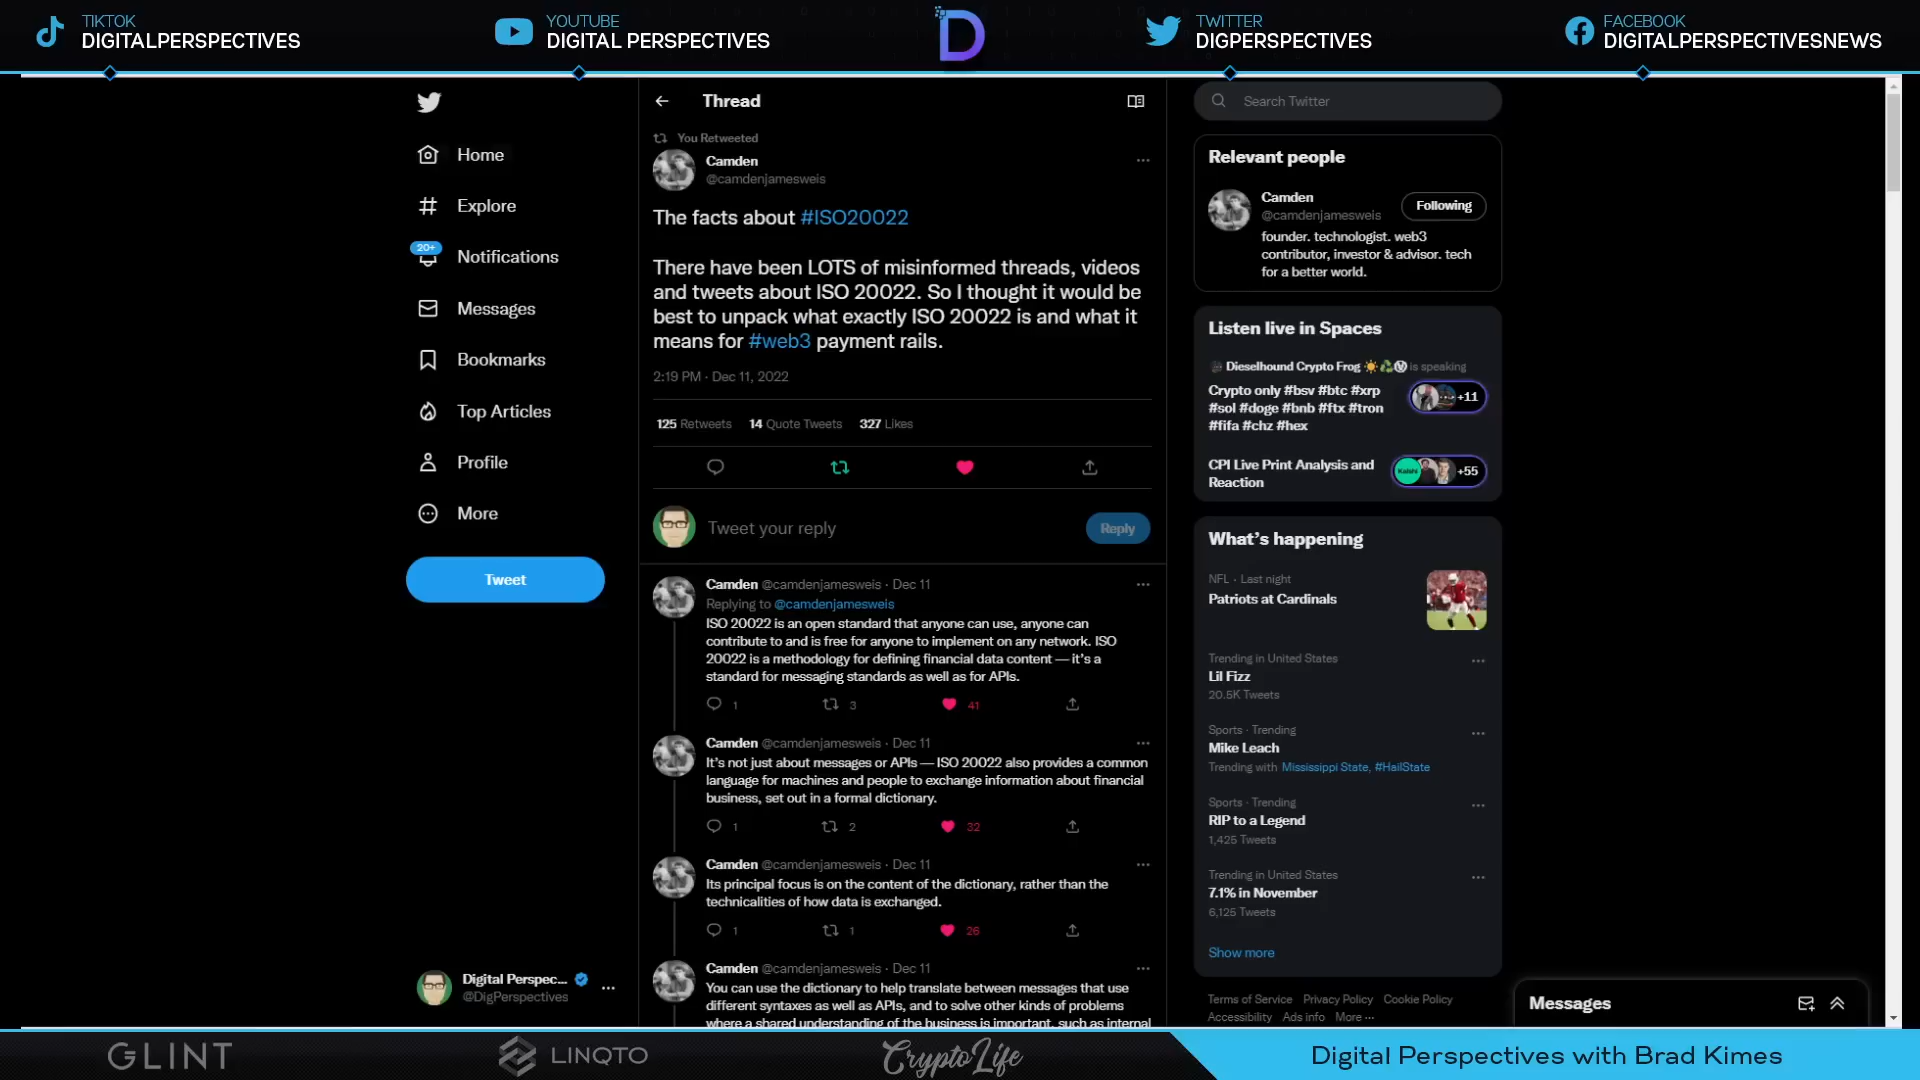 TIKTOK
DIGITALPERSPECTIVES
YOUTUBE
DIGITAL PERSPECTIVES
D
TWITTER
DIGPERSPECTIVES
FACEBOOK
DIGITALPERSPECTIVESNEWS
Home
Explore
20+
Notifications
Messages
Bookmarks
Top Articles
Profile
More
Tweet
Digital Perspec...
@DigPerspectives
Thread
You Retweeted
Camden
@camdenjamesweis
The facts about #ISO20022
There have been LOTS of misinformed threads, videos
and tweets about ISO 20022. So I thought it would be
best to unpack what exactly ISO 20022 is and what it
means for #web3 payment rails.
2:19 PM · Dec 11, 2022
125 Retweets 14 Quote Tweets 327 Likes
Tweet your reply
Reply
Camden @camdenjamesweis · Dec 11
Replying to @camdenjamesweis
ISO 20022 is an open standard that anyone can use, anyone can
contribute to and is free for anyone to implement on any network. ISO
20022 is a methodology for defining financial data content — it's a
standard for messaging standards as well as for APIs.
1 3 41
Camden @camdenjamesweis · Dec 11
It's not just about messages or APIs — ISO 20022 also provides a common
language for machines and people to exchange information about financial
business, set out in a formal dictionary.
1 2 32
Camden @camdenjamesweis · Dec 11
Its principal focus is on the content of the dictionary, rather than the
technicalities of how data is exchanged.
1 1 26
Camden @camdenjamesweis · Dec 11
You can use the dictionary to help translate between messages that use
different syntaxes as well as APIs, and to solve other kinds of problems
where a shared understanding of the business is important, such as internal
Search Twitter
Relevant people
Camden
@camdenjamesweis
Following
founder. technologist. web3
contributor, investor & advisor. tech
for a better world.
Listen live in Spaces
Dieselhound Crypto Frog is speaking
Crypto only #bsv #btc #xrp
#sol #doge #bnb #ftx #tron
#fifa #chz #hex
+11
CPI Live Print Analysis and
Reaction
+55
What's happening
NFL · Last night
Patriots at Cardinals
Trending in United States
Lil Fizz
20.5K Tweets
Sports · Trending
Mike Leach
Trending with Mississippi State, #HailState
Sports · Trending
RIP to a Legend
1,425 Tweets
Trending in United States
7.1% in November
6,125 Tweets
Show more
Terms of Service Privacy Policy Cookie Policy
Accessibility Ads info More ···
Messages
GLINT
LINQTO
CryptoLife
Digital Perspectives with Brad Kimes